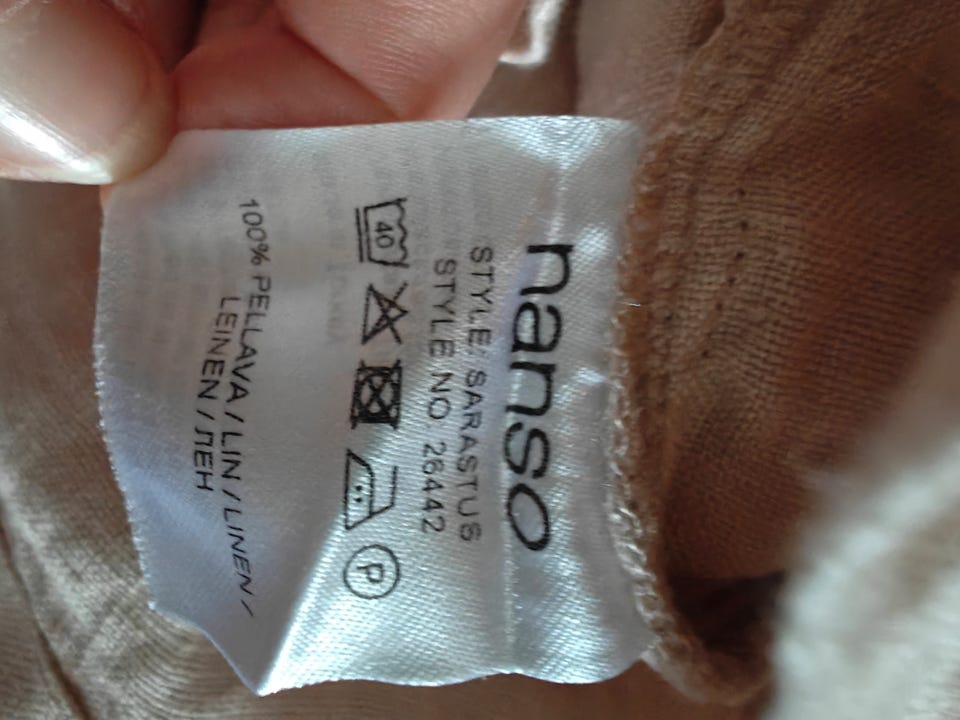 nanso
STYLE: SARASTUS
STYLE NO. 26442
40 P
100% PELLAVA / LIN / LINEN /
LEINEN / ЛЕН